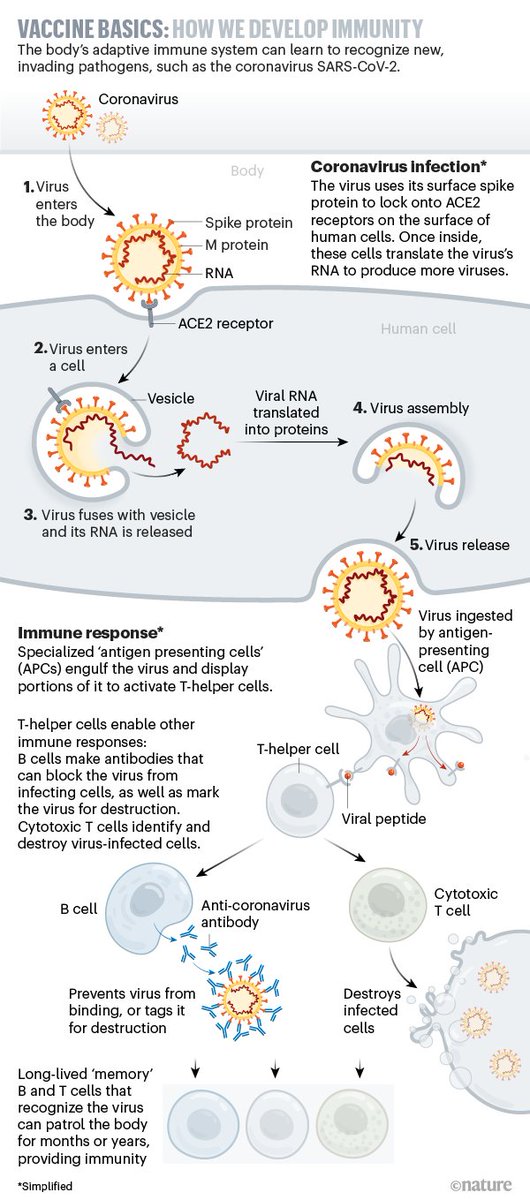 VACCINE BASICS: HOW WE DEVELOP IMMUNITY
The body's adaptive immune system can learn to recognize new,
invading pathogens, such as the coronavirus SARS-CoV-2.
Coronavirus
Body
1. Virus
enters
the body
Coronavirus infection*
The virus uses its surface spike
protein to lock onto ACE2
receptors on the surface of
human cells. Once inside,
these cells translate the virus's
RNA to produce more viruses.
Spike protein
M protein
RNA
ACE2 receptor
Human cell
2. Virus enters
a cell
Vesicle
Viral RNA
translated
into proteins
4. Virus assembly
3. Virus fuses with vesicle
and its RNA is released
5. Virus release
Virus ingested
by antigen-
presenting
cell (APC)
Immune response*
Specialized 'antigen presenting cells'
(APCs) engulf the virus and display
portions of it to activate T-helper cells.
T-helper cells enable other
immune responses:
B cells make antibodies that
can block the virus from
infecting cells, as well as mark
the virus for destruction.
Cytotoxic T cells identify and
destroy virus-infected cells.
T-helper cell
Viral peptide
B cell
Anti-coronavirus
antibody
Cytotoxic
T cell
Prevents virus from
binding, or tags it
for destruction
Destroys
infected
cells
Long-lived 'memory'
B and T cells that
recognize the virus
can patrol the body
for months or years,
providing immunity
*Simplified
©nature